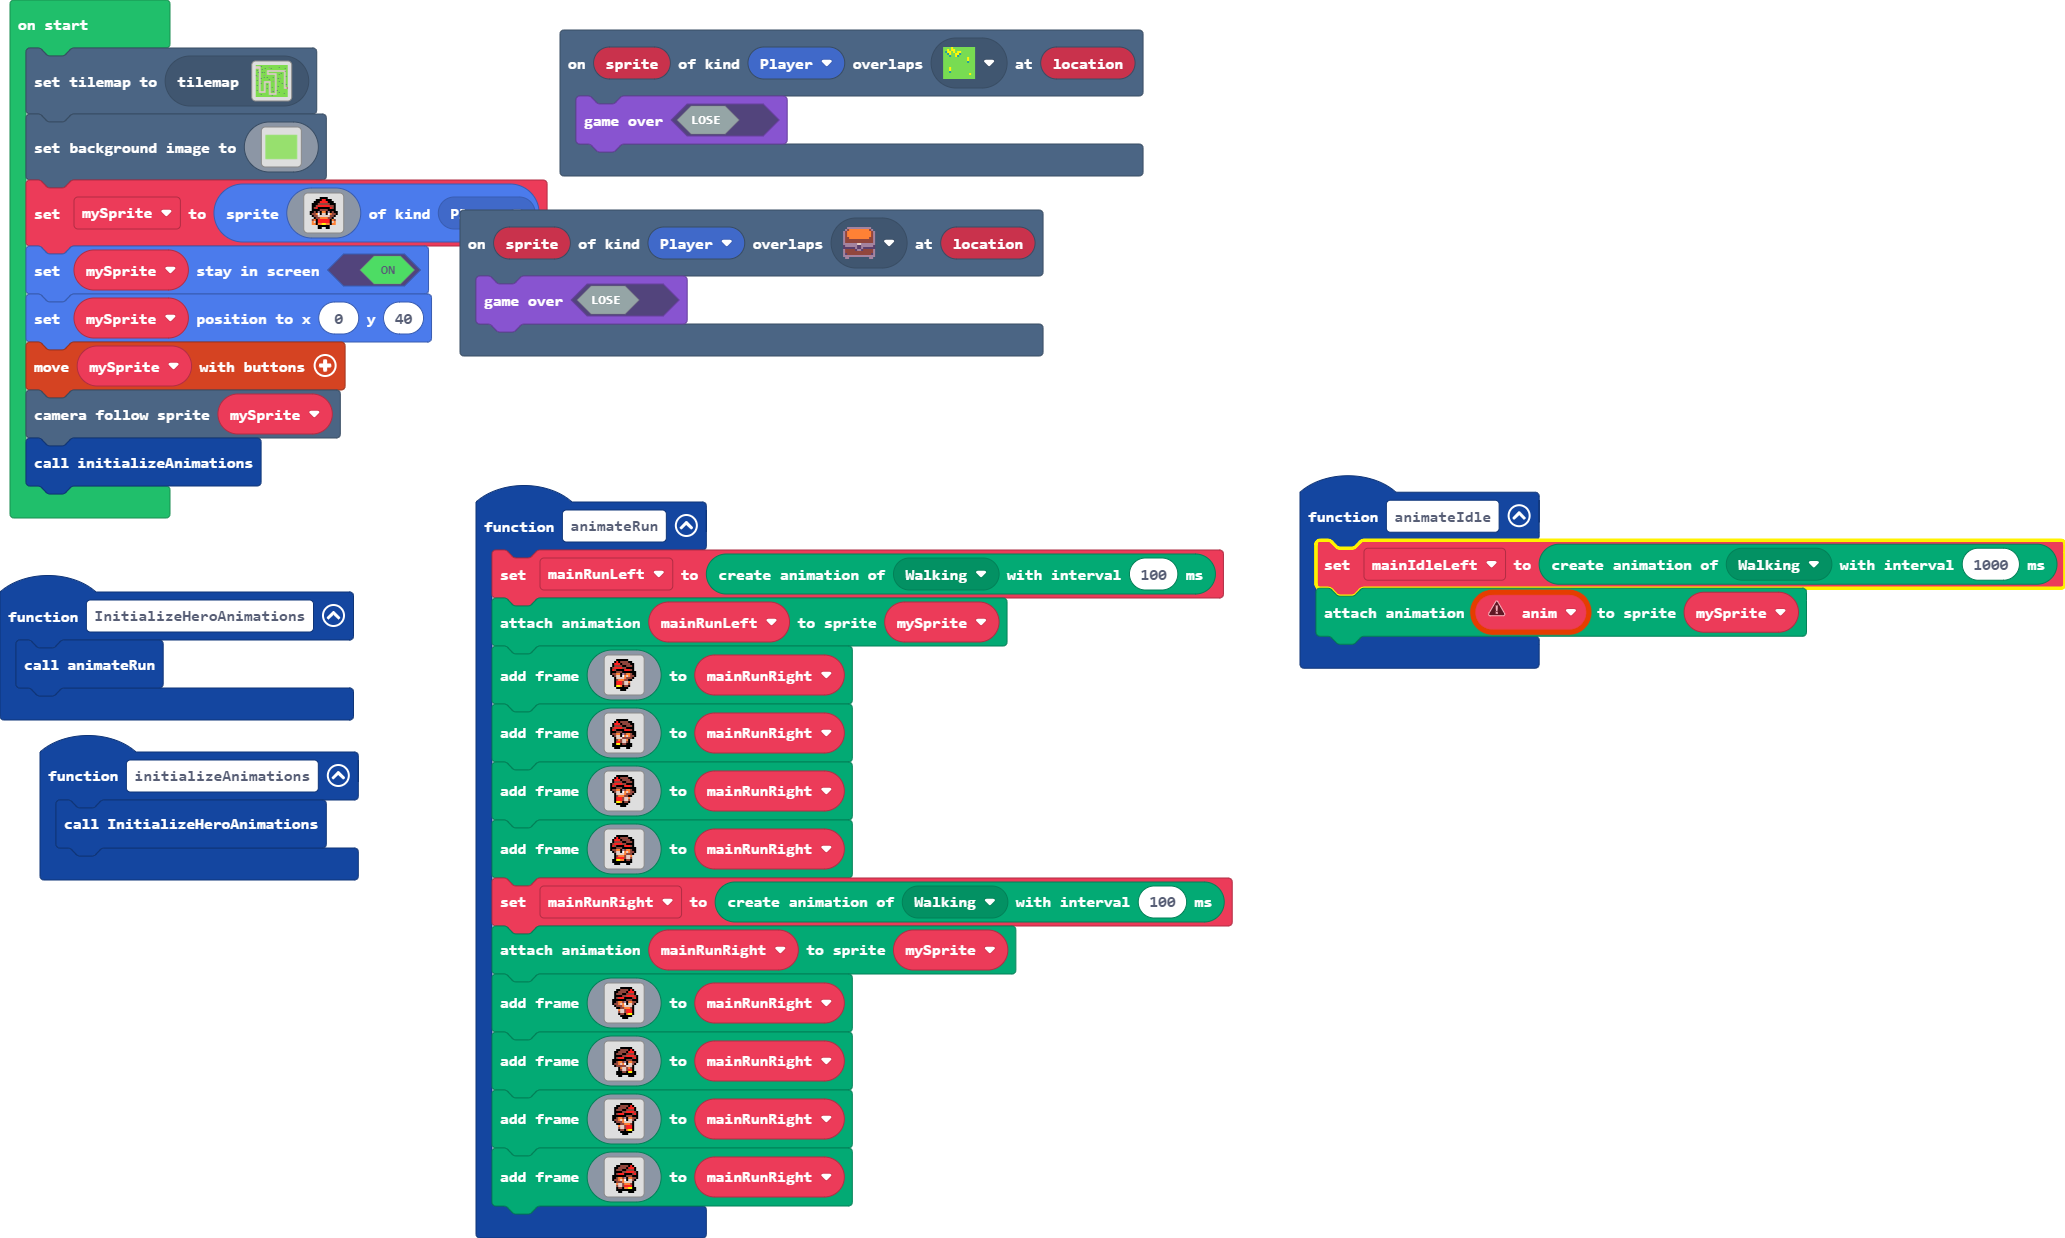 on start
set tilemap to tilemap
set background image to
set mySprite to sprite of kind
set mySprite stay in screen ON
set mySprite position to x 0 y 40
move mySprite with buttons
camera follow sprite mySprite
call initializeAnimations
on sprite of kind Player overlaps at location
game over LOSE
on sprite of kind Player overlaps at location
game over LOSE
function InitializeHeroAnimations
call animateRun
function initializeAnimations
call InitializeHeroAnimations
function animateRun
set mainRunLeft to create animation of Walking with interval 100 ms
attach animation mainRunLeft to sprite mySprite
add frame to mainRunRight
add frame to mainRunRight
add frame to mainRunRight
add frame to mainRunRight
set mainRunRight to create animation of Walking with interval 100 ms
attach animation mainRunRight to sprite mySprite
add frame to mainRunRight
add frame to mainRunRight
add frame to mainRunRight
add frame to mainRunRight
function animateIdle
set mainIdleLeft to create animation of Walking with interval 1000 ms
attach animation anim to sprite mySprite